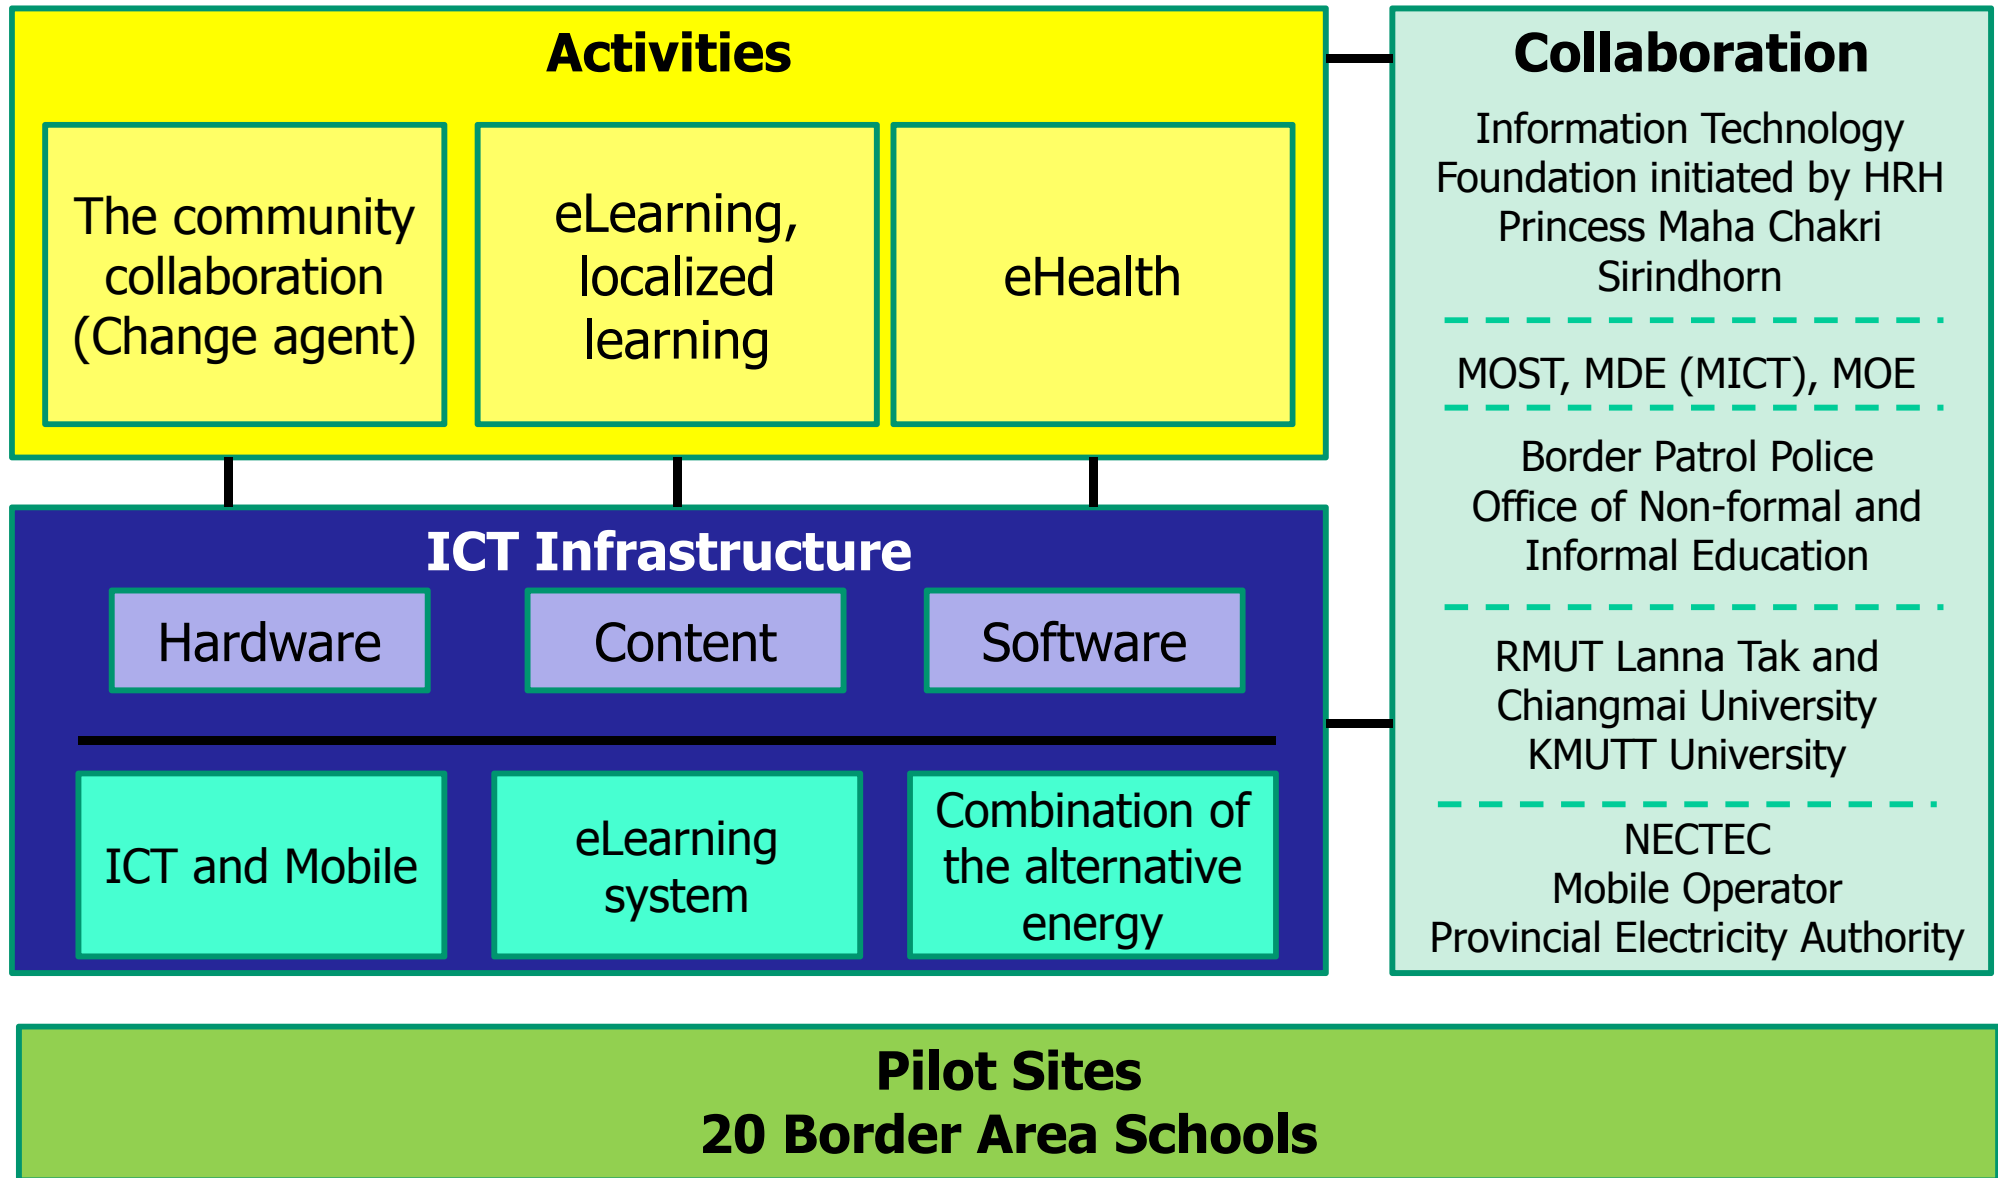 Activities
The community
collaboration
(Change agent)
eLearning,
localized
learning
eHealth
ICT Infrastructure
Hardware
Content
Software
ICT and Mobile
eLearning
system
Combination of
the alternative
energy
Collaboration
Information Technology
Foundation initiated by HRH
Princess Maha Chakri
Sirindhorn
MOST, MDE (MICT), MOE
Border Patrol Police
Office of Non-formal and
Informal Education
RMUT Lanna Tak and
Chiangmai University
KMUTT University
NECTEC
Mobile Operator
Provincial Electricity Authority
Pilot Sites
20 Border Area Schools